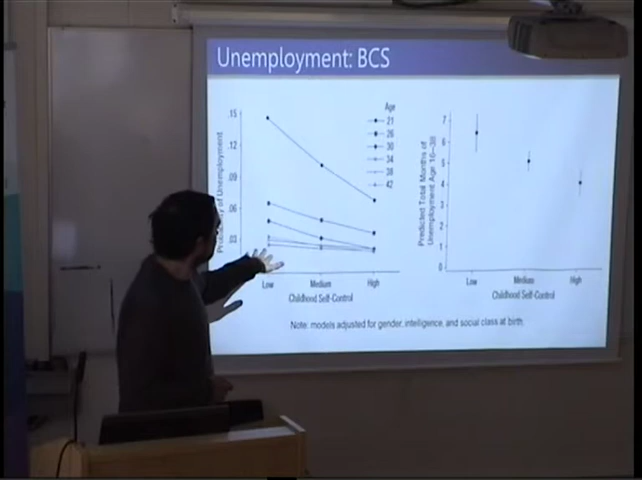 Unemployment: BCS
.15
.12
.09
.06
.03
Low
Medium
High
Childhood Self-Control
Age
21
26
30
34
38
42
Predicted Total Months of
Unemployment Age 16–38
7
6
5
4
3
2
1
0
Low
Medium
High
Childhood Self-Control
Note: models adjusted for gender, intelligence, and social class at birth.